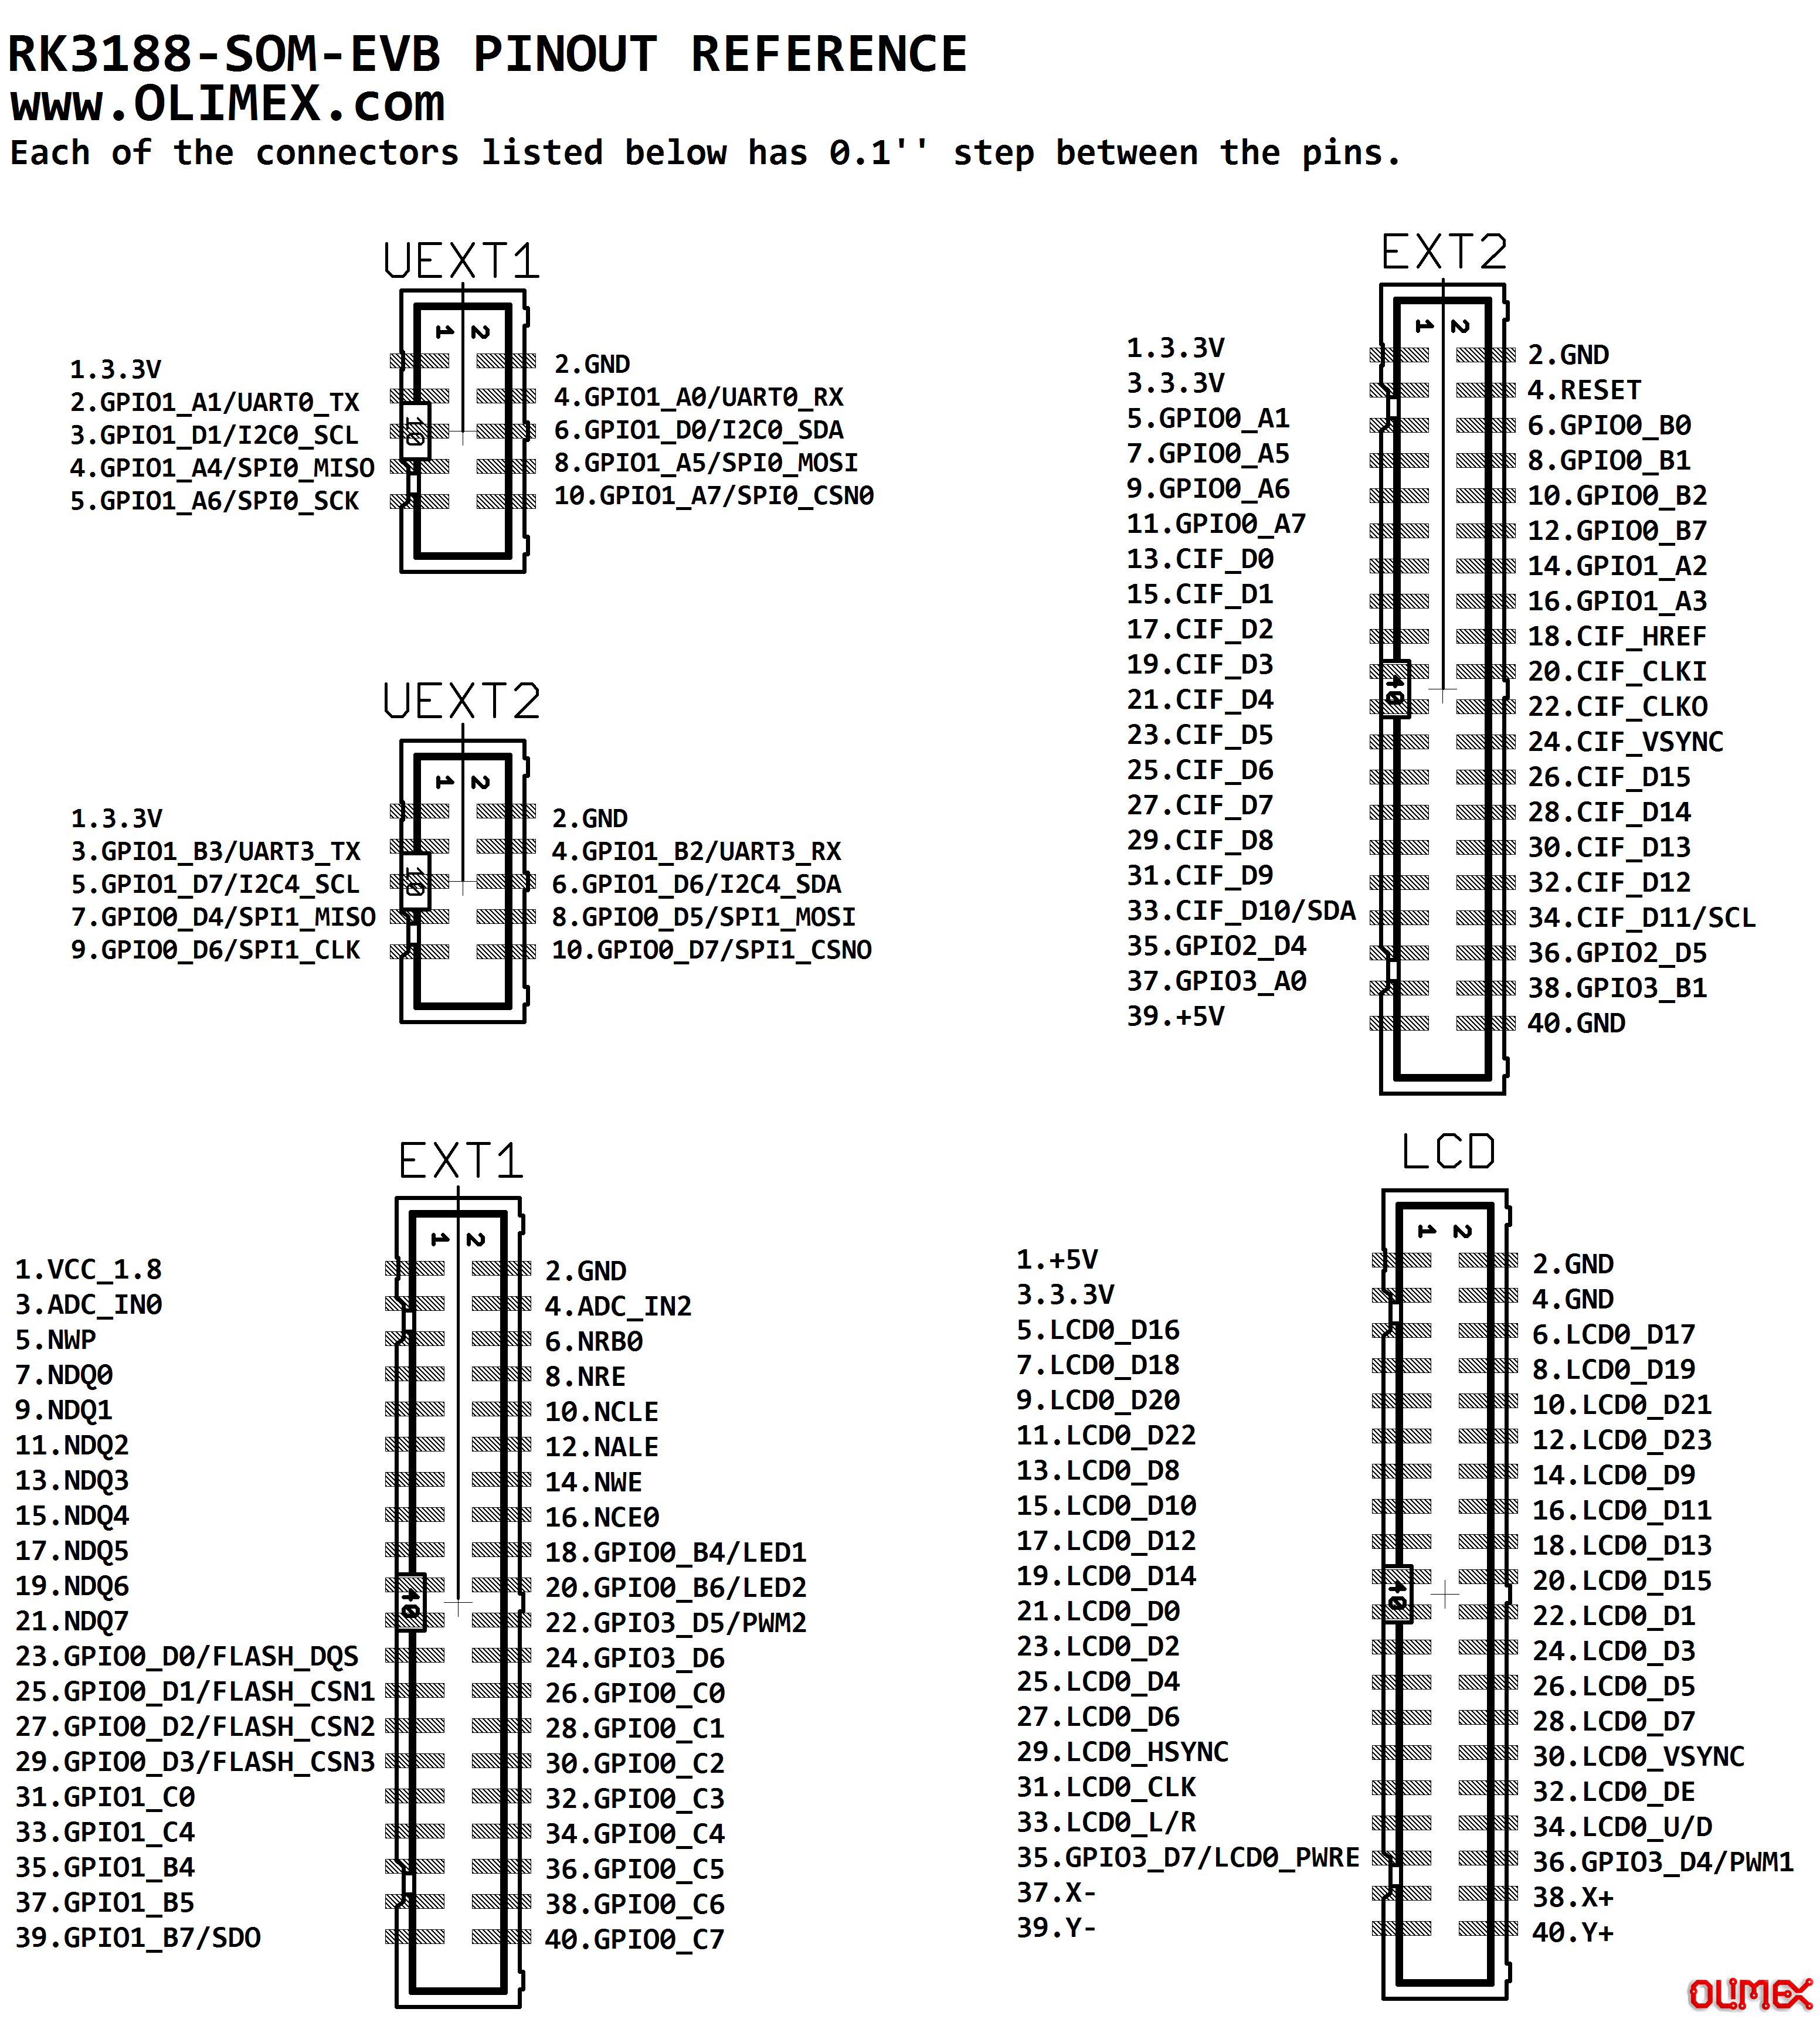 RK3188-SOM-EVB PINOUT REFERENCE
www.OLIMEX.com
Each of the connectors listed below has 0.1'' step between the pins.
UEXT1
1 2
10
1.3.3V
2.GPIO1_A1/UART0_TX
3.GPIO1_D1/I2C0_SCL
4.GPIO1_A4/SPI0_MISO
5.GPIO1_A6/SPI0_SCK
2.GND
4.GPIO1_A0/UART0_RX
6.GPIO1_D0/I2C0_SDA
8.GPIO1_A5/SPI0_MOSI
10.GPIO1_A7/SPI0_CSN0
UEXT2
1 2
10
1.3.3V
3.GPIO1_B3/UART3_TX
5.GPIO1_D7/I2C4_SCL
7.GPIO0_D4/SPI1_MISO
9.GPIO0_D6/SPI1_CLK
2.GND
4.GPIO1_B2/UART3_RX
6.GPIO1_D6/I2C4_SDA
8.GPIO0_D5/SPI1_MOSI
10.GPIO0_D7/SPI1_CSNO
EXT2
1 2
40
1.3.3V
3.3.3V
5.GPIO0_A1
7.GPIO0_A5
9.GPIO0_A6
11.GPIO0_A7
13.CIF_D0
15.CIF_D1
17.CIF_D2
19.CIF_D3
21.CIF_D4
23.CIF_D5
25.CIF_D6
27.CIF_D7
29.CIF_D8
31.CIF_D9
33.CIF_D10/SDA
35.GPIO2_D4
37.GPIO3_A0
39.+5V
2.GND
4.RESET
6.GPIO0_B0
8.GPIO0_B1
10.GPIO0_B2
12.GPIO0_B7
14.GPIO1_A2
16.GPIO1_A3
18.CIF_HREF
20.CIF_CLKI
22.CIF_CLKO
24.CIF_VSYNC
26.CIF_D15
28.CIF_D14
30.CIF_D13
32.CIF_D12
34.CIF_D11/SCL
36.GPIO2_D5
38.GPIO3_B1
40.GND
EXT1
1 2
40
1.VCC_1.8
3.ADC_IN0
5.NWP
7.NDQ0
9.NDQ1
11.NDQ2
13.NDQ3
15.NDQ4
17.NDQ5
19.NDQ6
21.NDQ7
23.GPIO0_D0/FLASH_DQS
25.GPIO0_D1/FLASH_CSN1
27.GPIO0_D2/FLASH_CSN2
29.GPIO0_D3/FLASH_CSN3
31.GPIO1_C0
33.GPIO1_C4
35.GPIO1_B4
37.GPIO1_B5
39.GPIO1_B7/SDO
2.GND
4.ADC_IN2
6.NRB0
8.NRE
10.NCLE
12.NALE
14.NWE
16.NCE0
18.GPIO0_B4/LED1
20.GPIO0_B6/LED2
22.GPIO3_D5/PWM2
24.GPIO3_D6
26.GPIO0_C0
28.GPIO0_C1
30.GPIO0_C2
32.GPIO0_C3
34.GPIO0_C4
36.GPIO0_C5
38.GPIO0_C6
40.GPIO0_C7
LCD
1 2
40
1.+5V
3.3.3V
5.LCD0_D16
7.LCD0_D18
9.LCD0_D20
11.LCD0_D22
13.LCD0_D8
15.LCD0_D10
17.LCD0_D12
19.LCD0_D14
21.LCD0_D0
23.LCD0_D2
25.LCD0_D4
27.LCD0_D6
29.LCD0_HSYNC
31.LCD0_CLK
33.LCD0_L/R
35.GPIO3_D7/LCD0_PWRE
37.X-
39.Y-
2.GND
4.GND
6.LCD0_D17
8.LCD0_D19
10.LCD0_D21
12.LCD0_D23
14.LCD0_D9
16.LCD0_D11
18.LCD0_D13
20.LCD0_D15
22.LCD0_D1
24.LCD0_D3
26.LCD0_D5
28.LCD0_D7
30.LCD0_VSYNC
32.LCD0_DE
34.LCD0_U/D
36.GPIO3_D4/PWM1
38.X+
40.Y+
OLIMEX